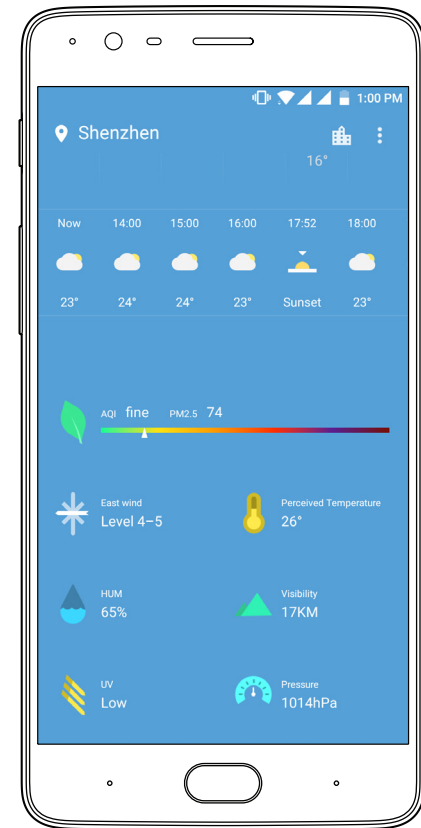 1:00 PM
Shenzhen
16°
Now 14:00 15:00 16:00 17:52 18:00
23° 24° 24° 23° Sunset 23°
AQI fine PM2.5 74
East wind
Level 4–5
Perceived Temperature
26°
HUM
65%
Visibility
17KM
UV
Low
Pressure
1014hPa